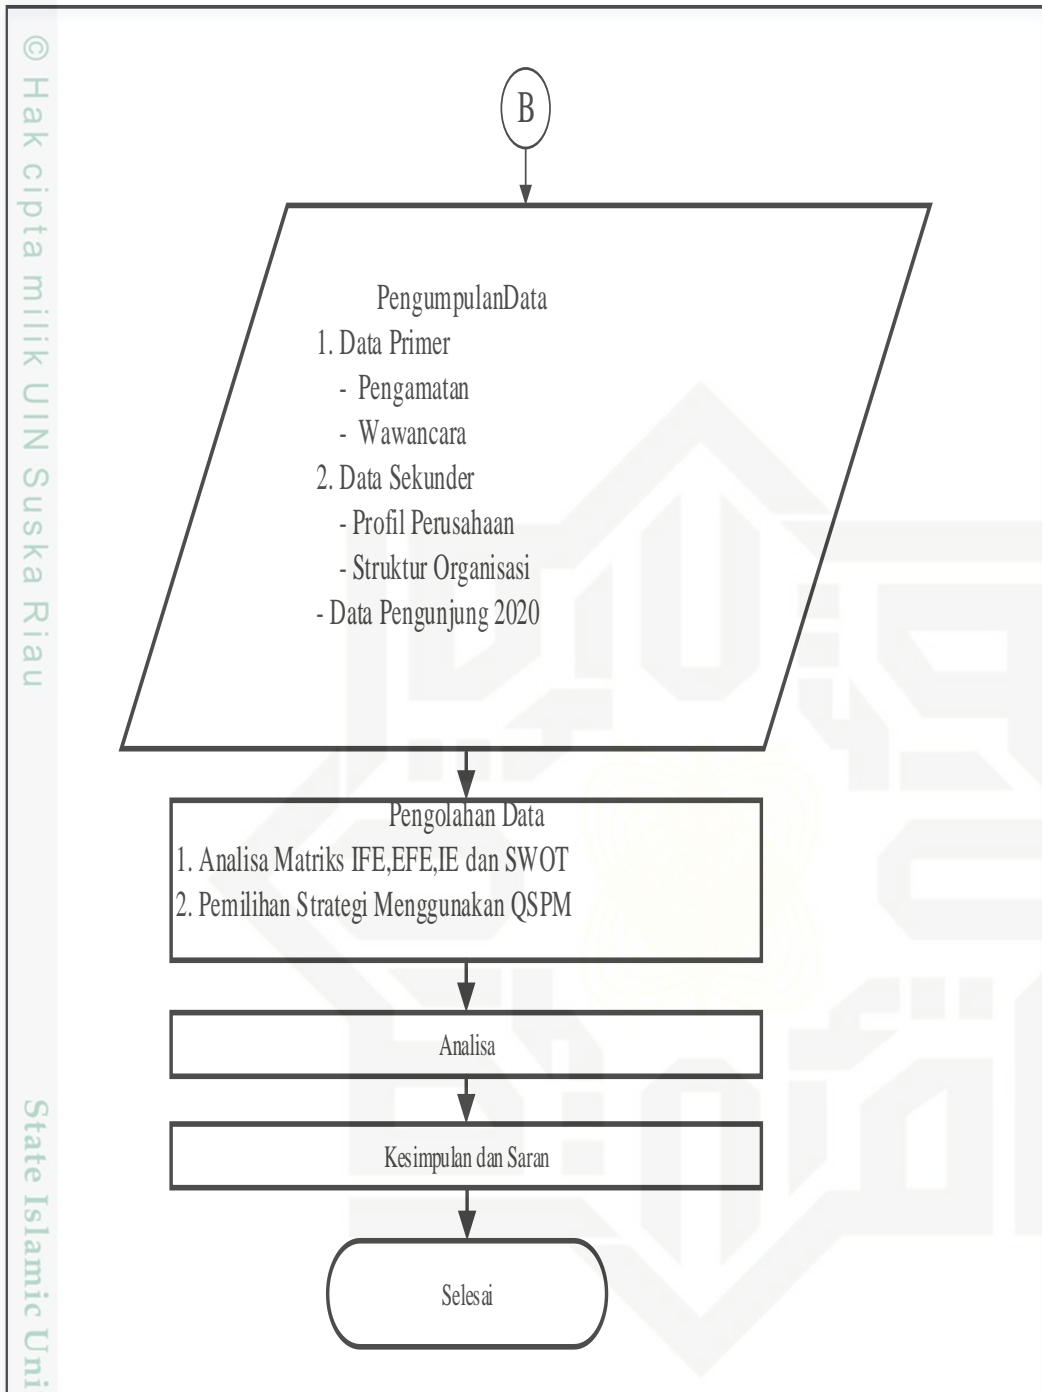 © Hak cipta milik UIN Suska Riau
State Islamic Uni
B
PengumpulanData
1. Data Primer
- Pengamatan
- Wawancara
2. Data Sekunder
- Profil Perusahaan
- Struktur Organisasi
- Data Pengunjung 2020
Pengolahan Data
1. Analisa Matriks IFE,EFE,IE dan SWOT
2. Pemilihan Strategi Menggunakan QSPM
Analisa
Kesimpulan dan Saran
Selesai